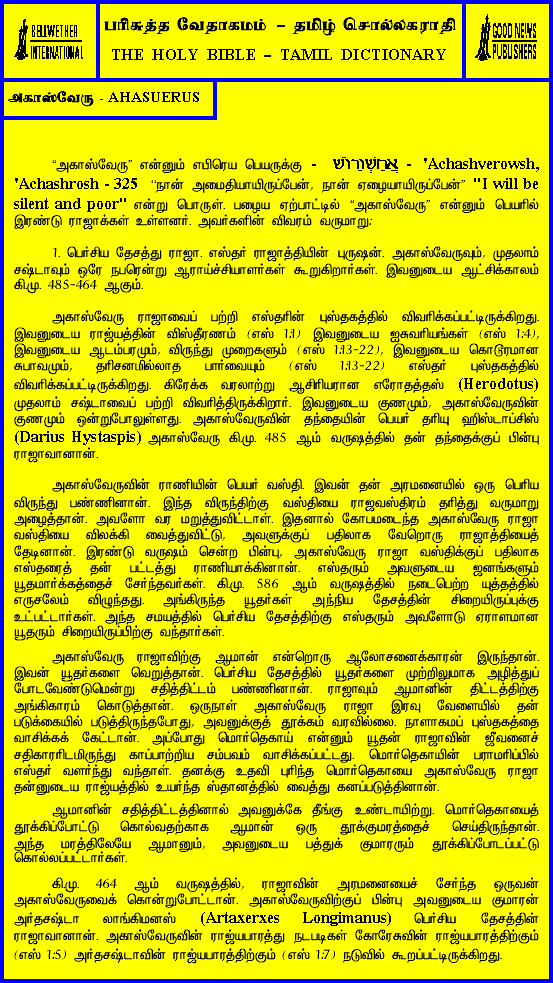 BELLWETHER
INTERNATIONAL
பரிசுத்த வேதாகமம் – தமிழ் சொல்லகராதி
THE HOLY BIBLE – TAMIL DICTIONARY
GOOD NEWS
PUBLISHERS
அகாஸ்வேரு - AHASUERUS
“அகாஸ்வேரு” என்னும் எபிரெய பெயருக்கு - אֲחַשְׁוֵרוֹשׁ - 'Achashverowsh,
'Achashrosh - 325 “நான் அமைதியாயிருப்பேன், நான் ஏழையாயிருப்பேன்” "I will be
silent and poor" என்று பொருள். பழைய ஏற்பாட்டில் “அகாஸ்வேரு” என்னும் பெயரில்
இரண்டு ராஜாக்கள் உள்ளனர். அவர்களின் விவரம் வருமாறு:
1. பெர்சிய தேசத்து ராஜா. எஸ்தர் ராஜாத்தியின் புருஷன். அகாஸ்வேருவும், முதலாம்
சஷ்டாவும் ஒரே நபரென்று ஆராய்ச்சியாளர்கள் கூறுகிறார்கள். இவனுடைய ஆட்சிக்காலம்
கி.மு. 485-464 ஆகும்.
அகாஸ்வேரு ராஜாவைப் பற்றி எஸ்தரின் புஸ்தகத்தில் விவரிக்கப்பட்டிருக்கிறது.
இவனுடைய ராஜ்யத்தின் விஸ்தீரணம் (எஸ் 1:1) இவனுடைய ஐசுவரியங்கள் (எஸ் 1:4),
இவனுடைய ஆடம்பரமும், விருந்து முறைகளும் (எஸ் 1:13-22), இவனுடைய கொடூரமான
சுபாவமும், தரிசனமில்லாத பார்வையும் (எஸ் 1:13-22) எஸ்தர் புஸ்தகத்தில்
விவரிக்கப்பட்டிருக்கிறது. கிரேக்க வரலாற்று ஆசிரியரான எரோதத்தஸ் (Herodotus)
முதலாம் சஷ்டாவைப் பற்றி விவரித்திருக்கிறார். இவனுடைய குணமும், அகாஸ்வேருவின்
குணமும் ஒன்றுபோலுள்ளது. அகாஸ்வேருவின் தந்தையின் பெயர் தரியு ஹிஸ்டாப்சிஸ்
(Darius Hystaspis) அகாஸ்வேரு கி.மு. 485 ஆம் வருஷத்தில் தன் தந்தைக்குப் பின்பு
ராஜாவானான்.
அகாஸ்வேருவின் ராணியின் பெயர் வஸ்தி. இவன் தன் அரமனையில் ஒரு பெரிய
விருந்து பண்ணினான். இந்த விருந்திற்கு வஸ்தியை ராஜவஸ்திரம் தரித்து வருமாறு
அழைத்தான். அவளோ வர மறுத்துவிட்டாள். இதனால் கோபமடைந்த அகாஸ்வேரு ராஜா
வஸ்தியை விலக்கி வைத்துவிட்டு, அவளுக்குப் பதிலாக வேறொரு ராஜாத்தியைத்
தேடினான். இரண்டு வருஷம் சென்ற பின்பு, அகாஸ்வேரு ராஜா வஸ்திக்குப் பதிலாக
எஸ்தரைத் தன் பட்டத்து ராணியாக்கினான். எஸ்தரும் அவளுடைய ஜனங்களும்
யூதமார்க்கத்தைச் சேர்ந்தவர்கள். கி.மு. 586 ஆம் வருஷத்தில் நடைபெற்ற யுத்தத்தில்
எருசலேம் விழுந்தது. அங்கிருந்த யூதர்கள் அந்நிய தேசத்தின் சிறையிருப்புக்கு
உட்பட்டார்கள். அந்த சமயத்தில் பெர்சிய தேசத்திற்கு எஸ்தரும் அவளோடு ஏராளமான
யூதரும் சிறையிருப்பிற்கு வந்தார்கள்.
அகாஸ்வேரு ராஜாவிற்கு ஆமான் என்றொரு ஆலோசனைக்காரன் இருந்தான்.
இவன் யூதர்களை வெறுத்தான். பெர்சிய தேசத்தில் யூதர்களை முற்றிலுமாக அழித்துப்
போடவேண்டுமென்று சதித்திட்டம் பண்ணினான். ராஜாவும் ஆமானின் திட்டத்திற்கு
அங்கிகாரம் கொடுத்தான். ஒருநாள் அகாஸ்வேரு ராஜா இரவு வேளையில் தன்
படுக்கையில் படுத்திருந்தபோது, அவனுக்குத் தூக்கம் வரவில்லை. நாளாகமப் புஸ்தகத்தை
வாசிக்கக் கேட்டான். அப்போது மொர்தெகாய் என்னும் யூதன் ராஜாவின் ஜீவனைச்
சதிகாரரிடமிருந்து காப்பாற்றிய சம்பவம் வாசிக்கப்பட்டது. மொர்தெகாயின் பராமரிப்பில்
எஸ்தர் வளர்ந்து வந்தாள். தனக்கு உதவி புரிந்த மொர்தெகாயை அகாஸ்வேரு ராஜா
தன்னுடைய ராஜ்யத்தில் உயர்ந்த ஸ்தானத்தில் வைத்து கனப்படுத்தினான்.
ஆமானின் சதித்திட்டத்தினால் அவனுக்கே தீங்கு உண்டாயிற்று. மொர்தெகாயைத்
தூக்கிப்போட்டு கொல்வதற்காக ஆமான் ஒரு தூக்குமரத்தைச் செய்திருந்தான்.
அந்த மரத்திலேயே ஆமானும், அவனுடைய பத்துக் குமாரரும் தூக்கிப்போடப்பட்டு
கொல்லப்பட்டார்கள்.
கி.மு. 464 ஆம் வருஷத்தில், ராஜாவின் அரமனையைச் சேர்ந்த ஒருவன்
அகாஸ்வேருவைக் கொன்றுபோட்டான். அகாஸ்வேருவிற்குப் பின்பு அவனுடைய குமாரன்
அர்தசஷ்டா லாங்கிமனஸ் (Artaxerxes Longimanus) பெர்சிய தேசத்தின்
ராஜாவானான். அகாஸ்வேருவின் ராஜ்யபாரத்து நடபடிகள் கோரேசுவின் ராஜ்யபாரத்திற்கும்
(எஸ் 1:5) அர்தசஷ்டாவின் ராஜ்யபாரத்திற்கும் (எஸ் 1:7) நடுவில் கூறப்பட்டிருக்கிறது.